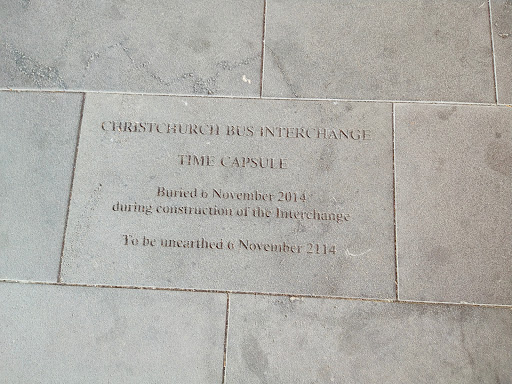 CHRISTCHURCH BUS INTERCHANGE
TIME CAPSULE
Buried 6 November 2014
during construction of the Interchange
To be unearthed 6 November 2114